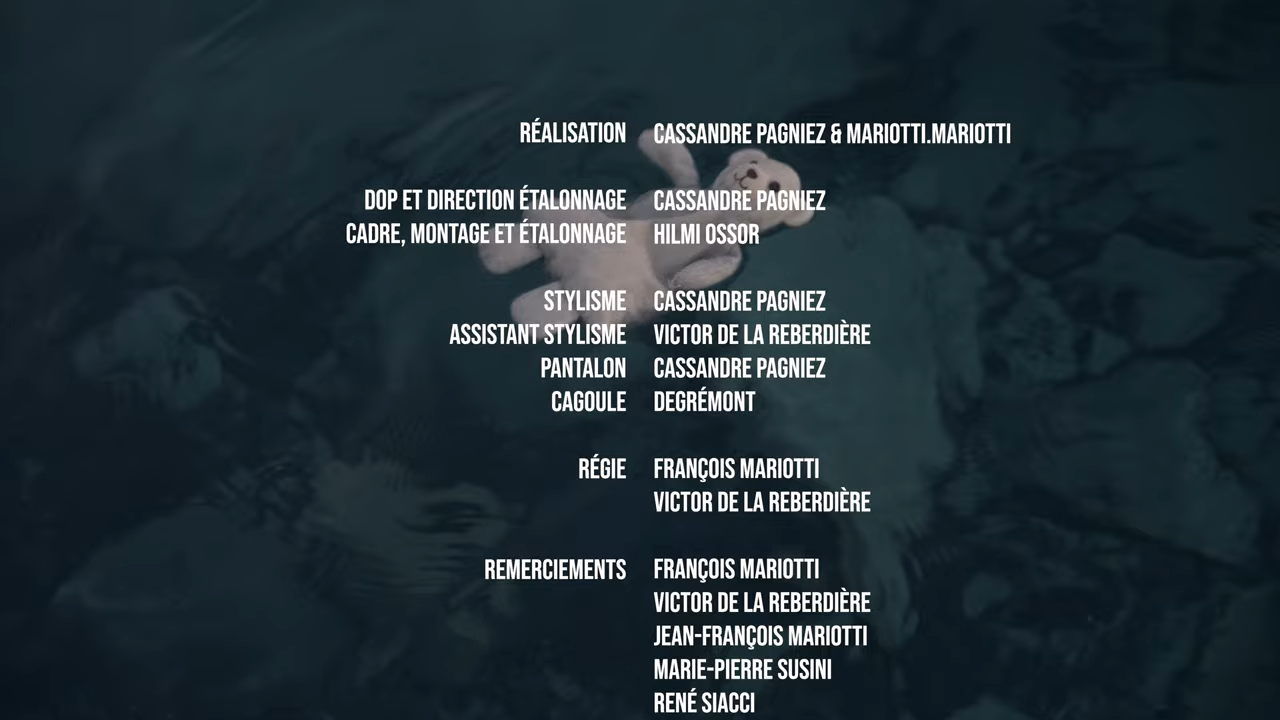 RÉALISATION CASSANDRE PAGNIEZ & MARIOTTI.MARIOTTI
DOP ET DIRECTION ÉTALONNAGE CASSANDRE PAGNIEZ
CADRE, MONTAGE ET ÉTALONNAGE HILMI OSSOR
STYLISME CASSANDRE PAGNIEZ
ASSISTANT STYLISME VICTOR DE LA REBERDIÈRE
PANTALON CASSANDRE PAGNIEZ
CAGOULE DEGRÉMONT
RÉGIE FRANÇOIS MARIOTTI
VICTOR DE LA REBERDIÈRE
REMERCIEMENTS FRANÇOIS MARIOTTI
VICTOR DE LA REBERDIÈRE
JEAN-FRANÇOIS MARIOTTI
MARIE-PIERRE SUSINI
RENÉ SIACCI